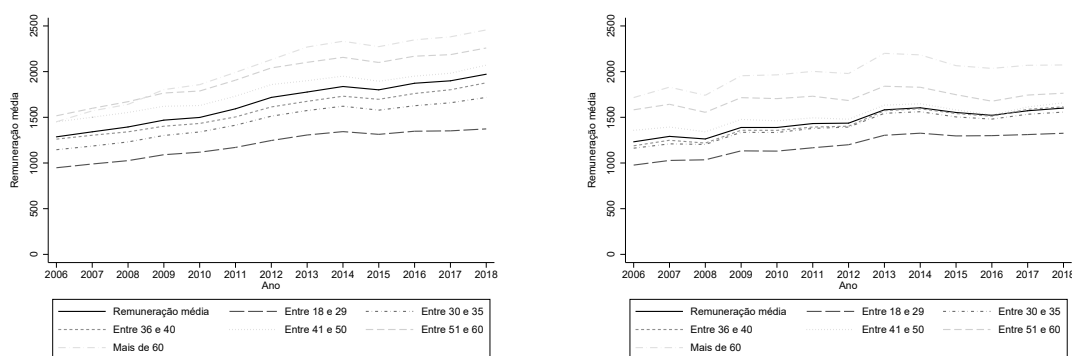 Remuneração média
2500
2000
1500
1000
500
0
2006 2007 2008 2009 2010 2011 2012 2013 2014 2015 2016 2017 2018
Ano
Remuneração média Entre 18 e 29 Entre 30 e 35
Entre 36 e 40 Entre 41 e 50 Entre 51 e 60
Mais de 60
Remuneração média
2500
2000
1500
1000
500
0
2006 2007 2008 2009 2010 2011 2012 2013 2014 2015 2016 2017 2018
Ano
Remuneração média Entre 18 e 29 Entre 30 e 35
Entre 36 e 40 Entre 41 e 50 Entre 51 e 60
Mais de 60